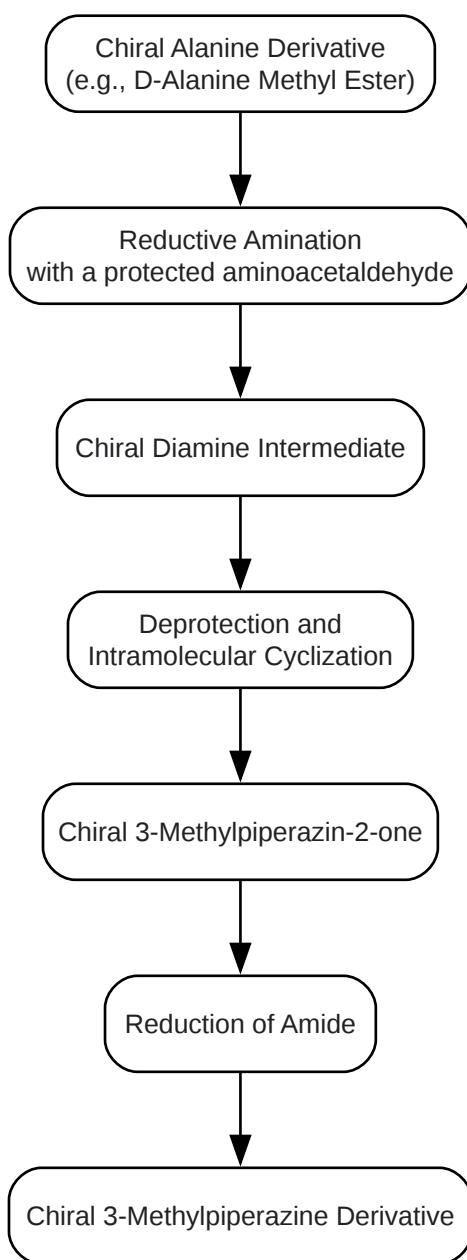 Chiral Alanine Derivative
(e.g., D-Alanine Methyl Ester)
Reductive Amination
with a protected aminoacetaldehyde
Chiral Diamine Intermediate
Deprotection and
Intramolecular Cyclization
Chiral 3-Methylpiperazin-2-one
Reduction of Amide
Chiral 3-Methylpiperazine Derivative